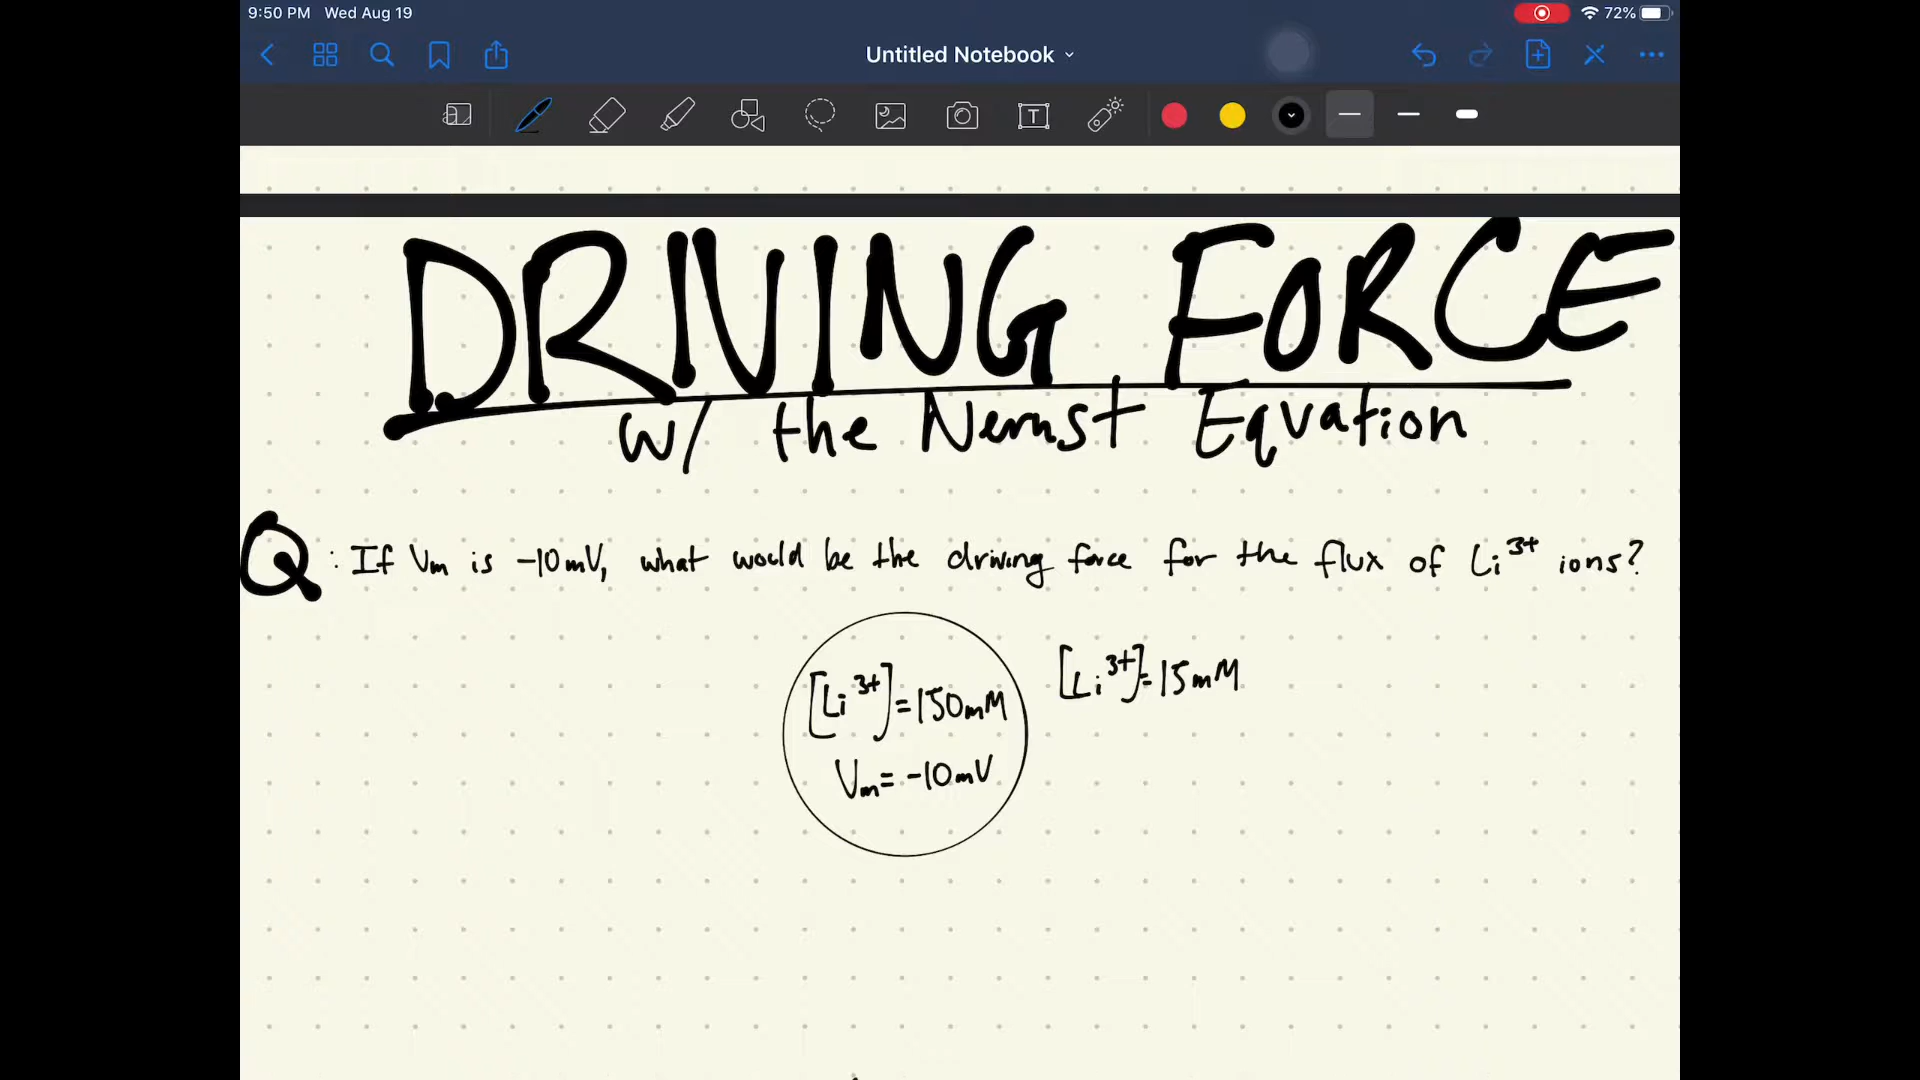 9:50 PM Wed Aug 19
72%
Untitled Notebook
T
DRIVING FORCE
w/ the Nernst Equation
Q: If Vm is -10mV, what would be the driving force for the flux of Li³⁺ ions?
[Li³⁺]=150mM
[Li³⁺]=15mM
Vm=-10mV